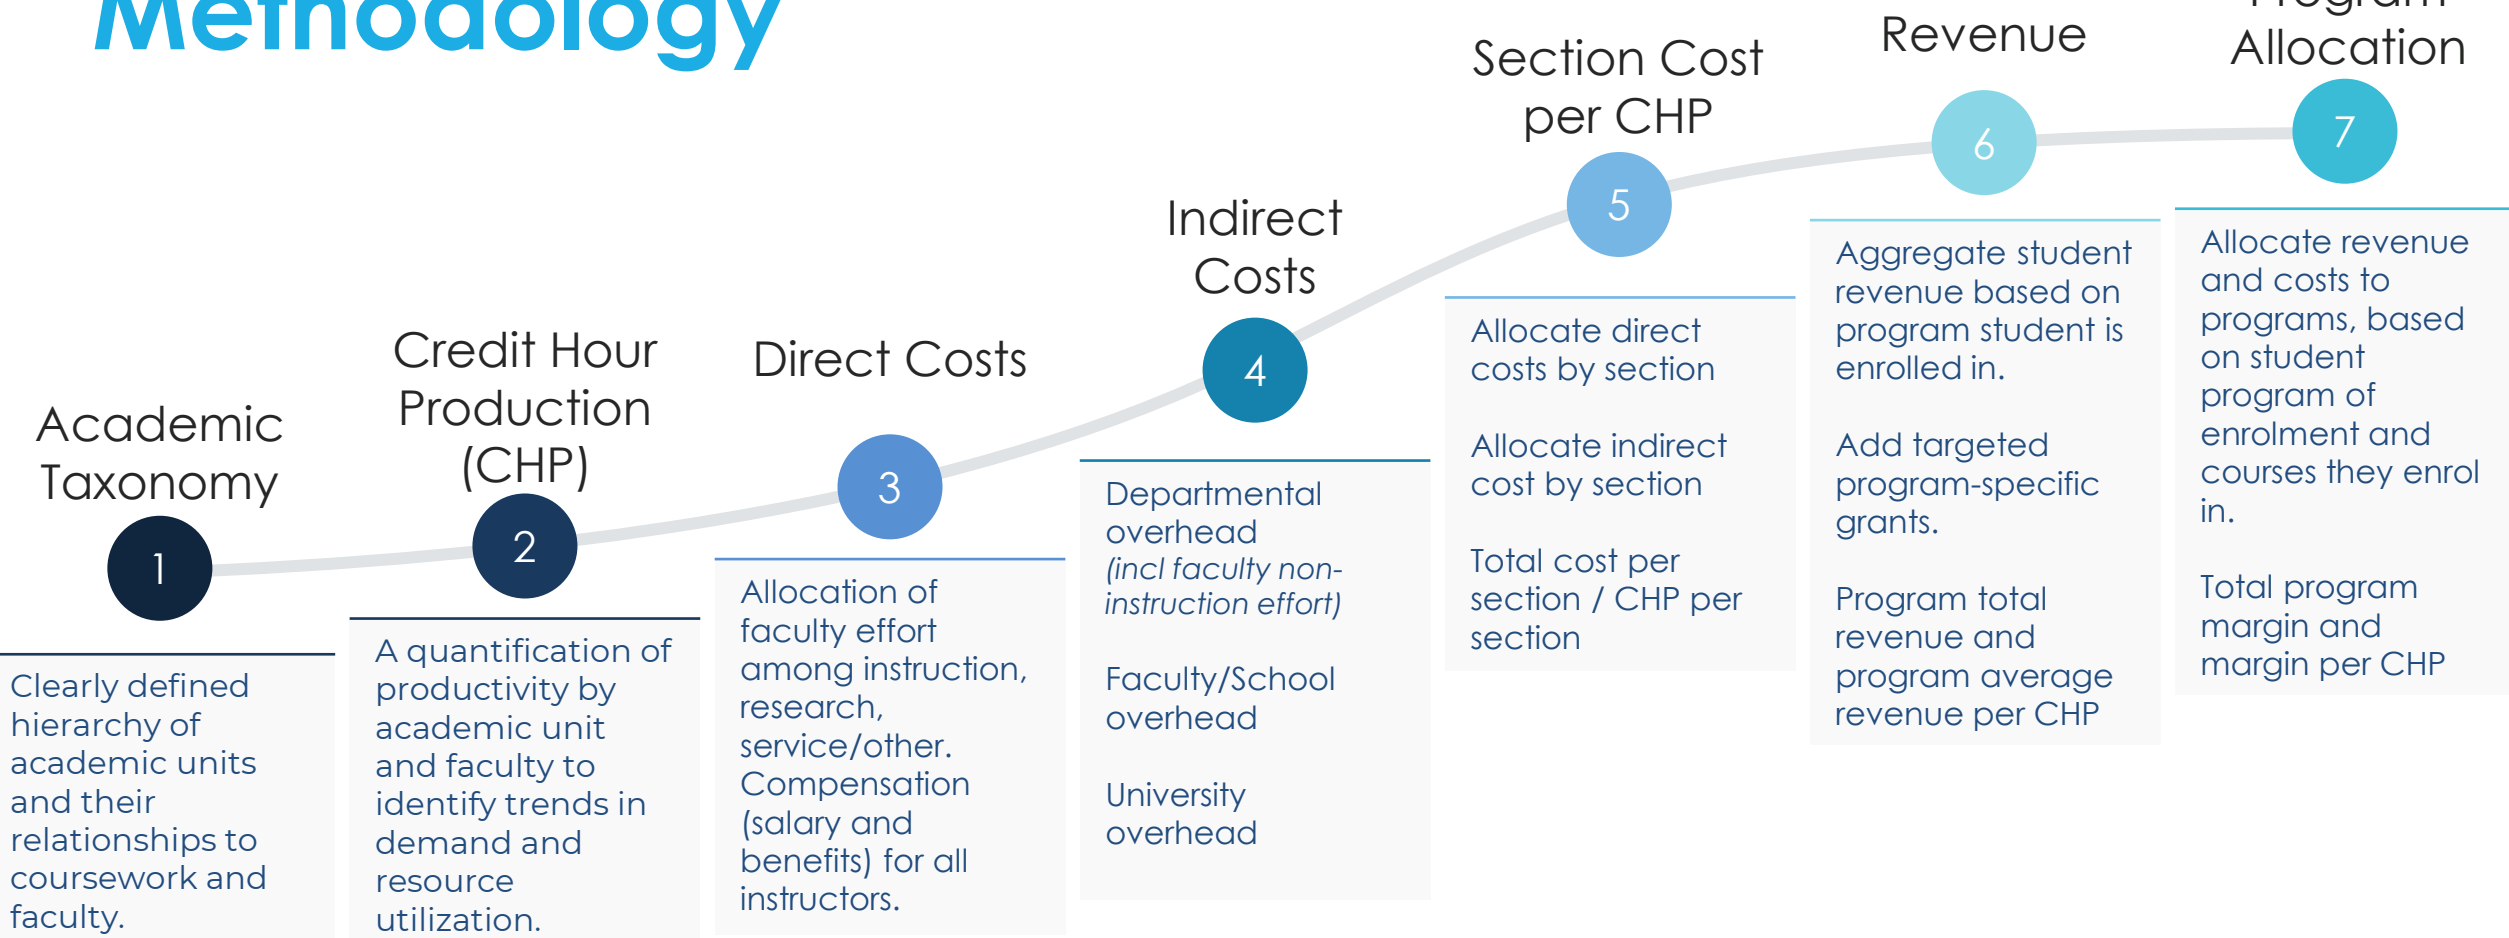 Methodology
Academic
Taxonomy
1
Clearly defined
hierarchy of
academic units
and their
relationships to
coursework and
faculty.
Credit Hour
Production
(CHP)
2
A quantification of
productivity by
academic unit
and faculty to
identify trends in
demand and
resource
utilization.
Direct Costs
3
Allocation of
faculty effort
among instruction,
research,
service/other.
Compensation
(salary and
benefits) for all
instructors.
Indirect
Costs
4
Departmental
overhead
(incl faculty non-
instruction effort)
Faculty/School
overhead
University
overhead
Section Cost
per CHP
5
Allocate direct
costs by section
Allocate indirect
cost by section
Total cost per
section / CHP per
section
Revenue
6
Aggregate student
revenue based on
program student is
enrolled in.
Add targeted
program-specific
grants.
Program total
revenue and
program average
revenue per CHP
Program
Allocation
7
Allocate revenue
and costs to
programs, based
on student
program of
enrolment and
courses they enrol
in.
Total program
margin and
margin per CHP